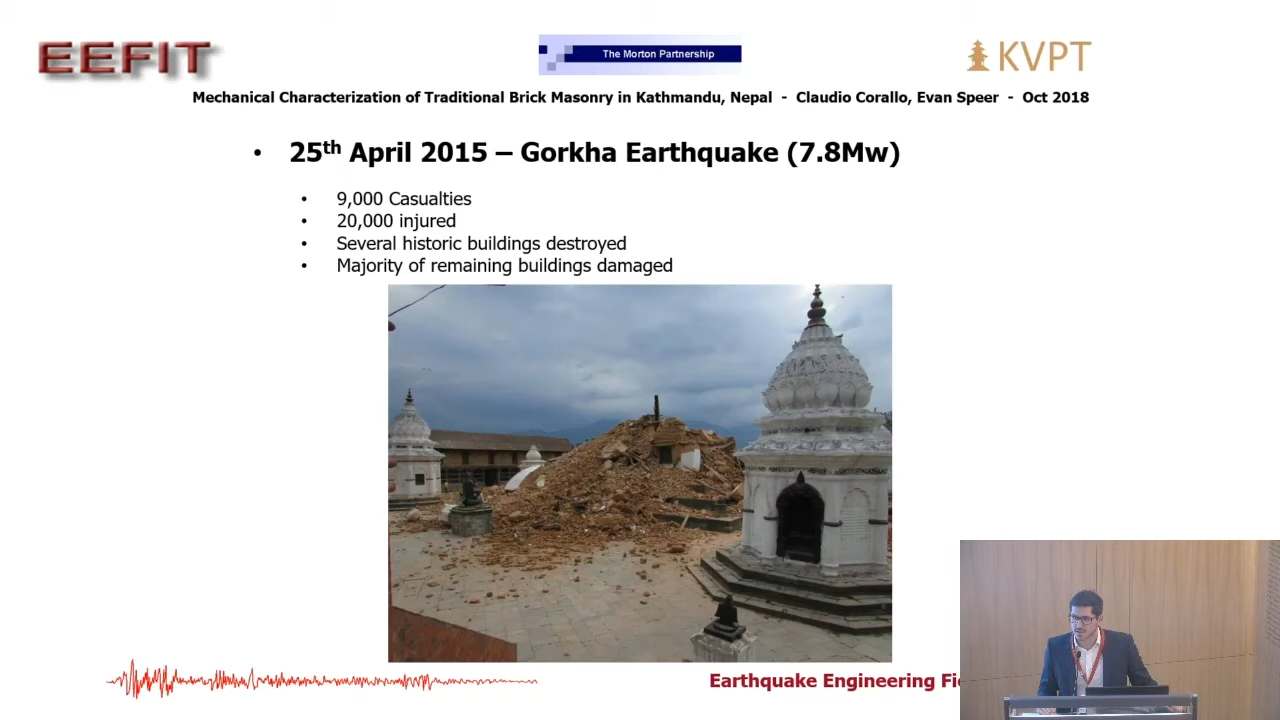 EEFIT
The Morton Partnership
KVPT
Mechanical Characterization of Traditional Brick Masonry in Kathmandu, Nepal - Claudio Corallo, Evan Speer - Oct 2018
• 25th April 2015 – Gorkha Earthquake (7.8Mw)
• 9,000 Casualties
• 20,000 injured
• Several historic buildings destroyed
• Majority of remaining buildings damaged
Earthquake Engineering